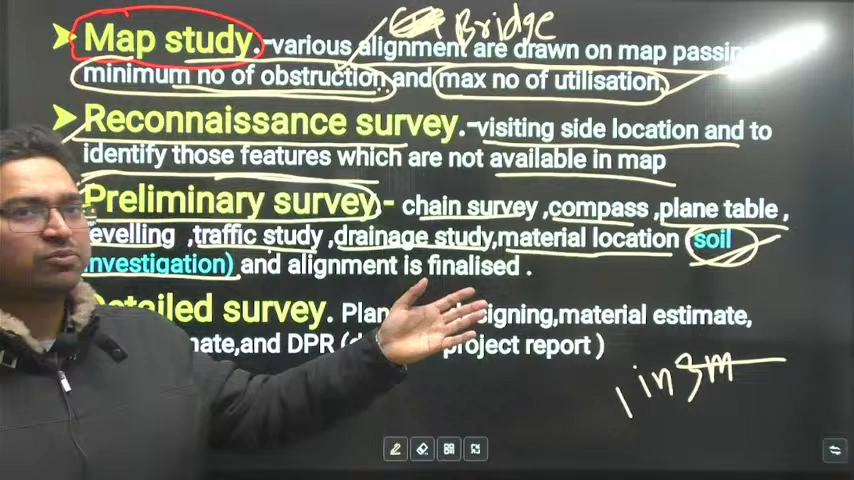 Bridge
➤ Map study.-various alignment are drawn on map passing
minimum no of obstruction and max no of utilisation.
➤ Reconnaissance survey.-visiting side location and to
identify those features which are not available in map
Preliminary survey- chain survey ,compass ,plane table ,
levelling ,traffic study ,drainage study,material location (soil
investigation) and alignment is finalised .
Detailed survey. Plan signing,material estimate,
mate,and DPR (d project report )
1 in 3m